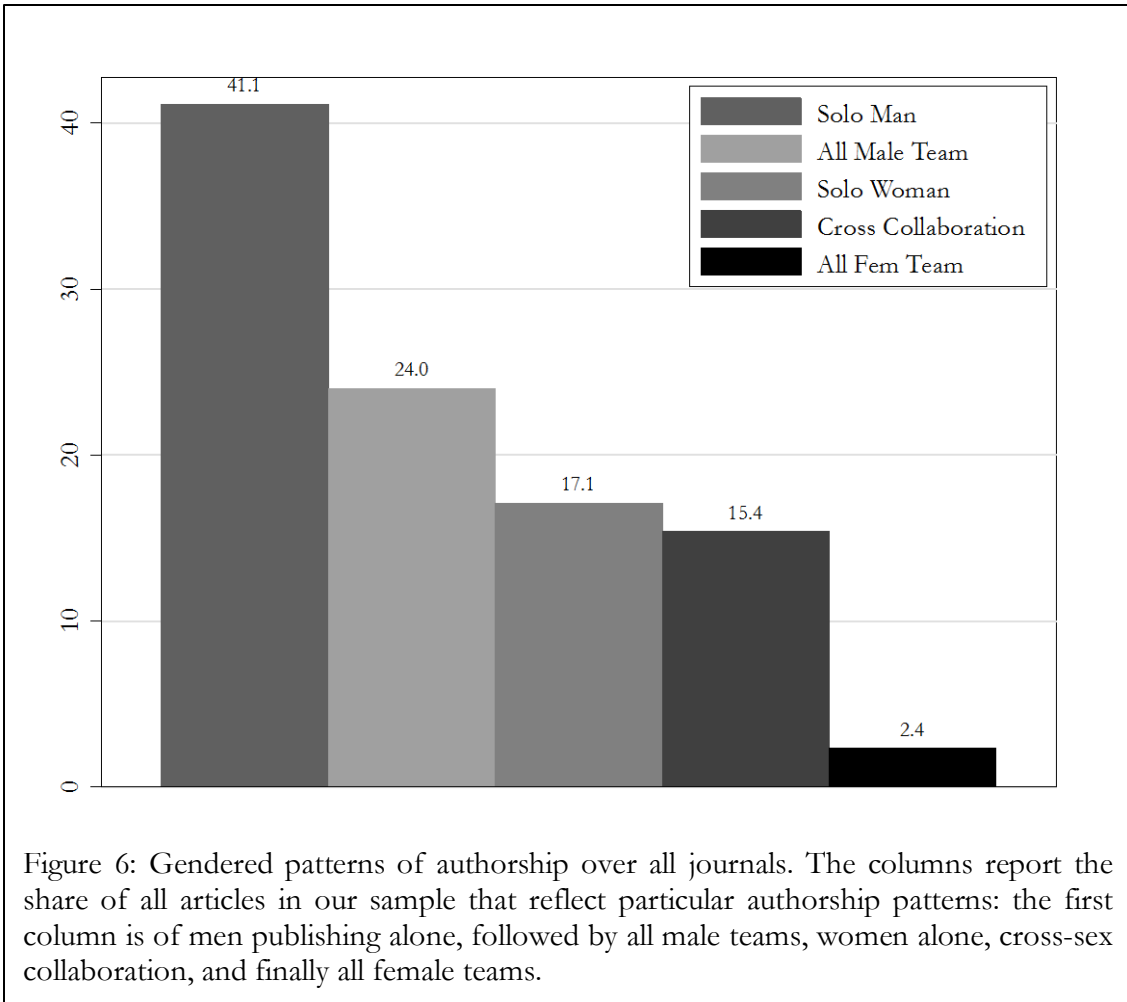 41.1
40
Solo Man
All Male Team
Solo Woman
Cross Collaboration
All Fem Team
30
24.0
20
17.1
15.4
10
2.4
0
Figure 6: Gendered patterns of authorship over all journals. The columns report the
share of all articles in our sample that reflect particular authorship patterns: the first
column is of men publishing alone, followed by all male teams, women alone, cross-sex
collaboration, and finally all female teams.